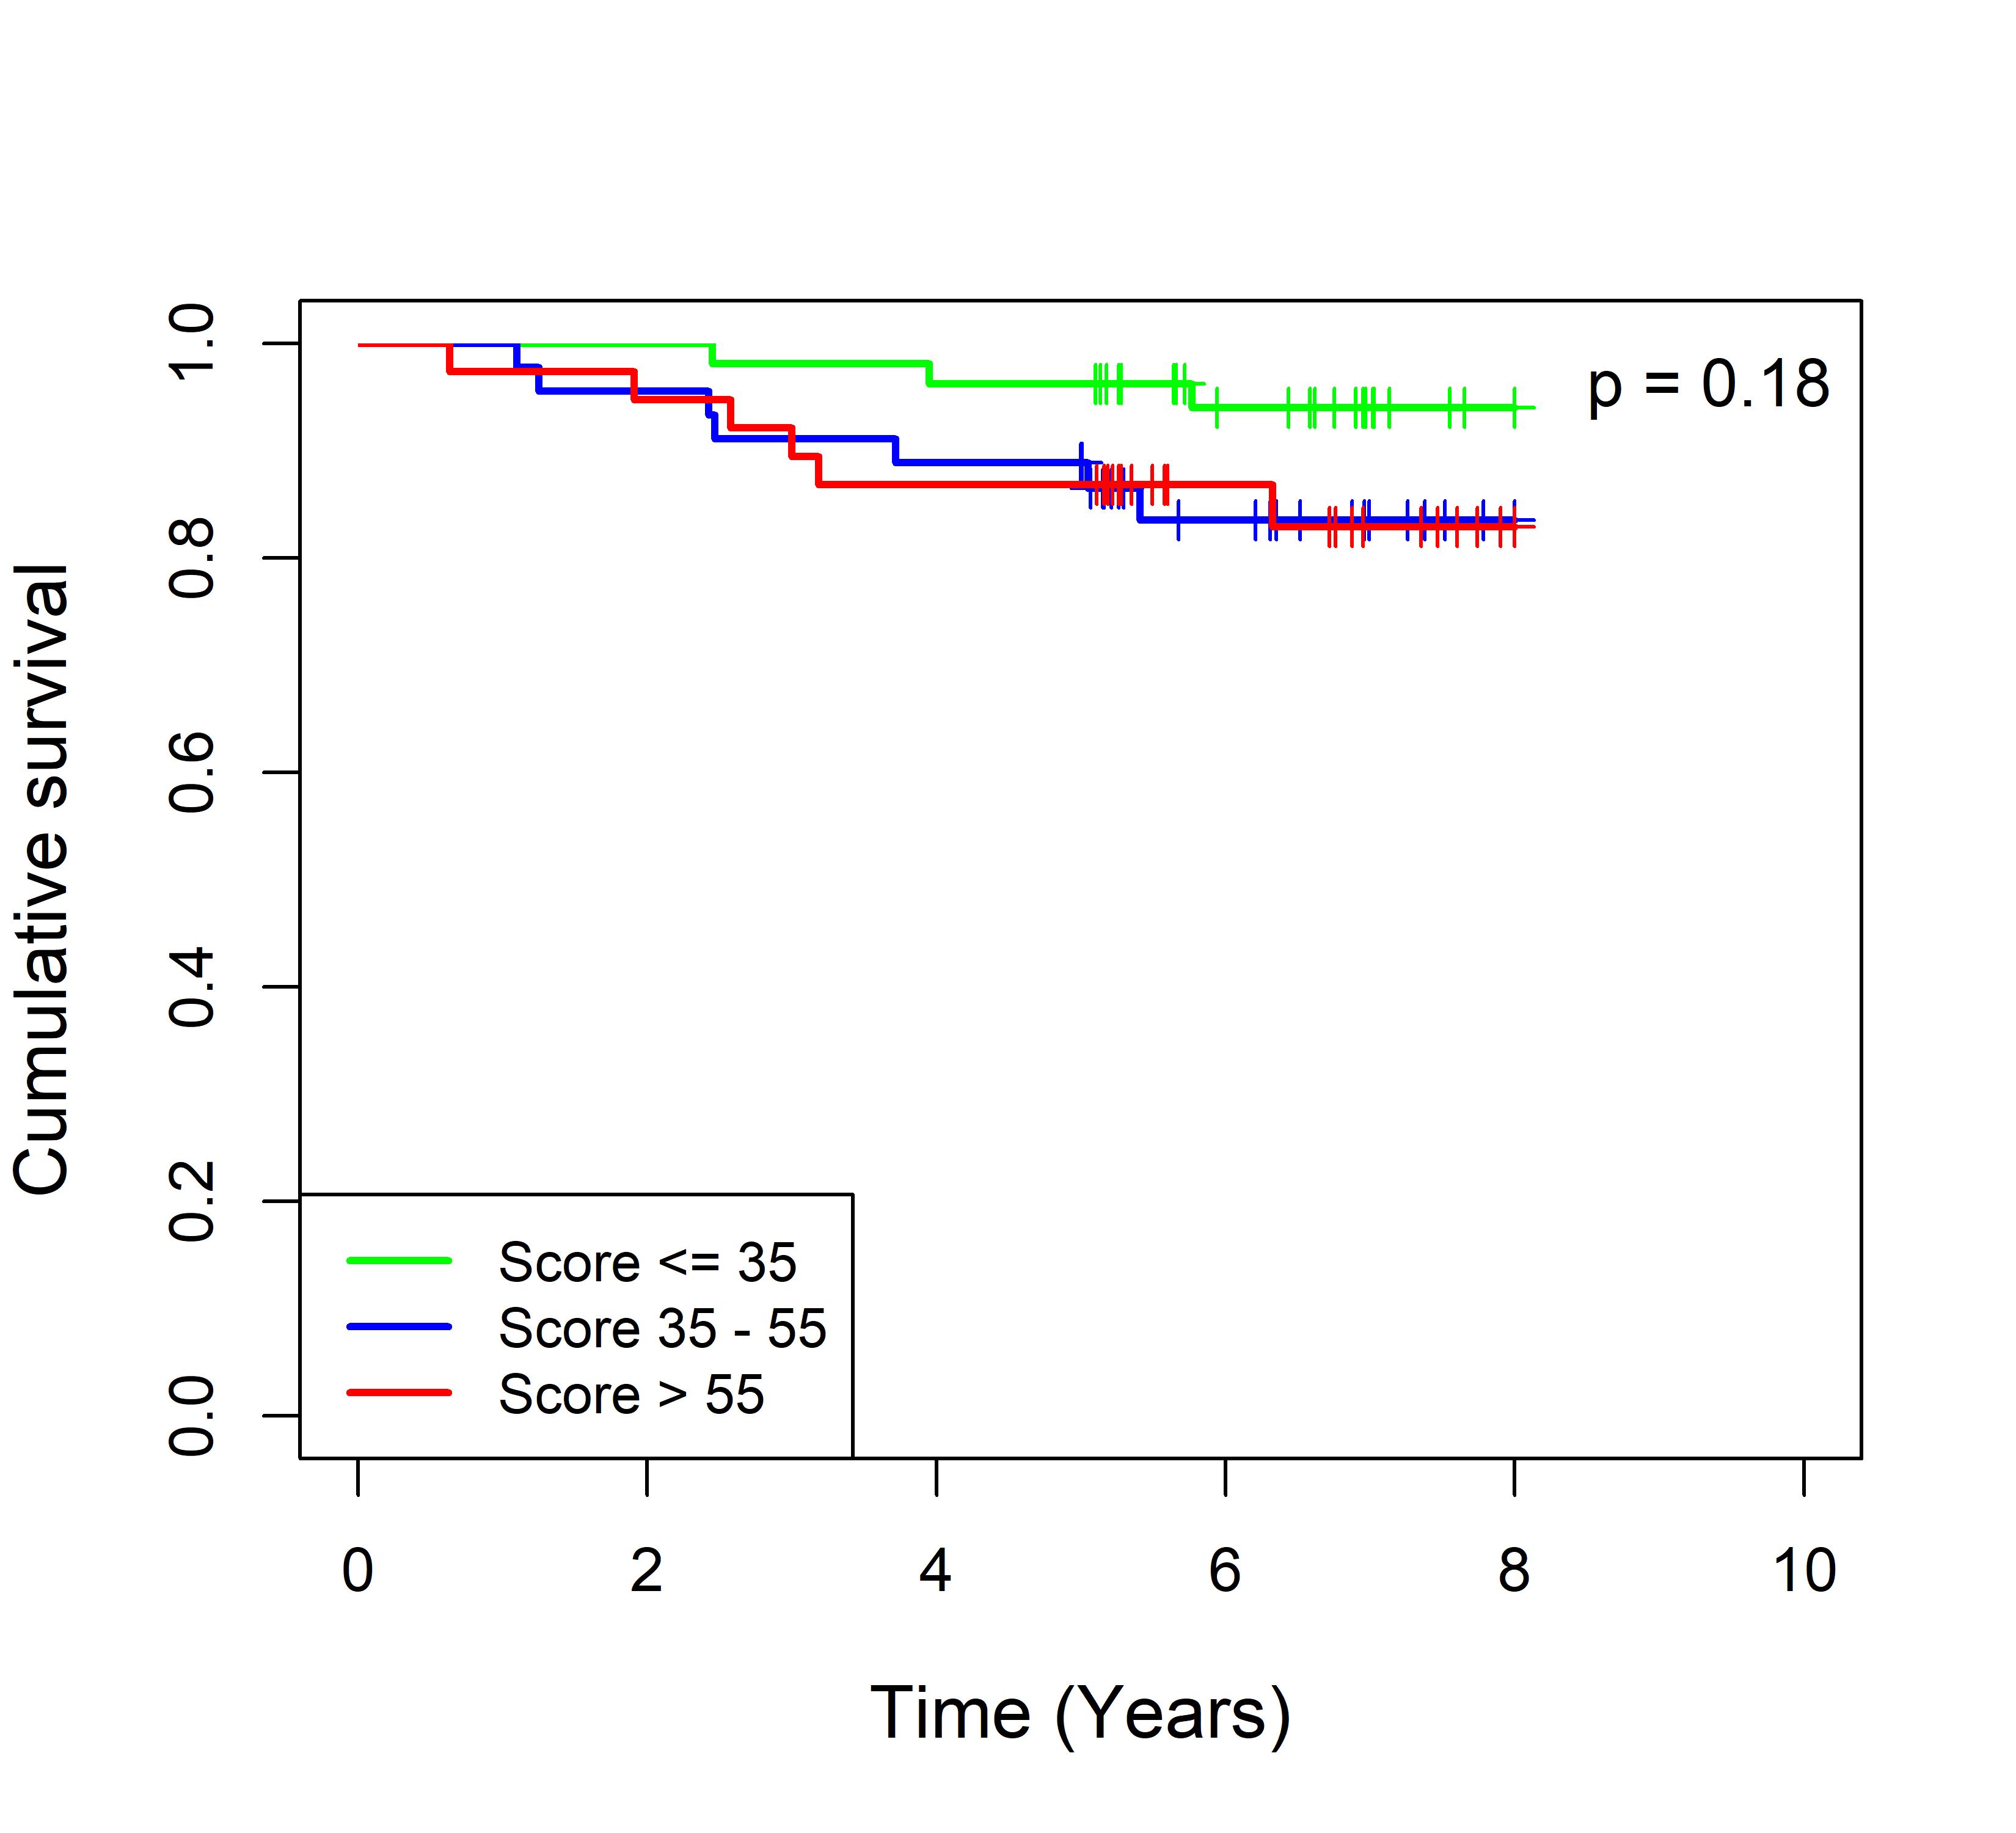 p = 0.18
Cumulative survival
1.0
0.8
0.6
0.4
0.2
0.0
Score <= 35
Score 35 - 55
Score > 55
0 2 4 6 8 10
Time (Years)